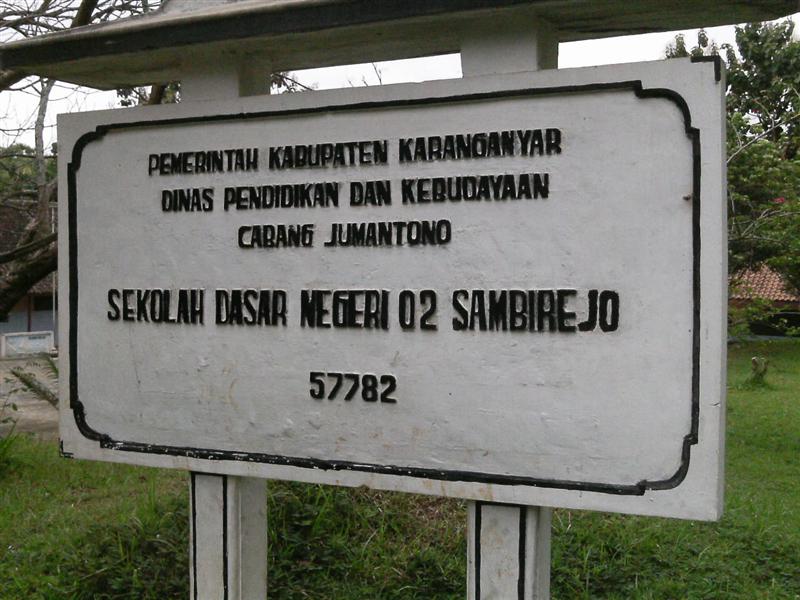 PEMERINTAH KABUPATEN KARANGANYAR
DINAS PENDIDIKAN DAN KEBUDAYAAN
CABANG JUMANTONO
SEKOLAH DASAR NEGERI 02 SAMBIREJO
57782